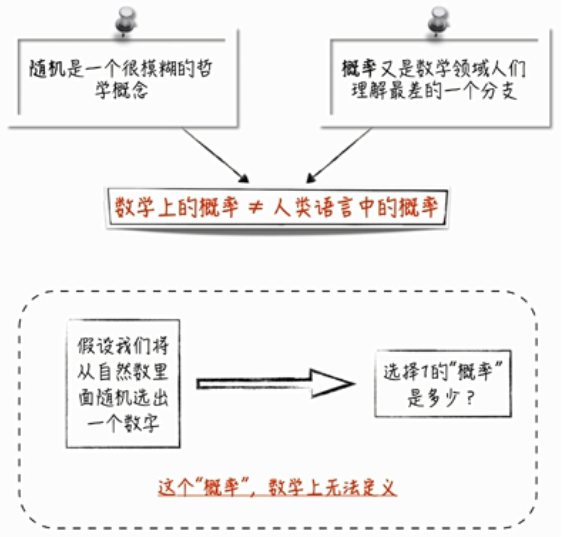 随机是一个很模糊的哲
学概念
概率又是数学领域人们
理解最差的一个分支
数学上的概率 ≠ 人类语言中的概率
假设我们将
从自然数里
面随机选出
一个数字
选择1的“概率”
是多少？
这个“概率”，数学上无法定义